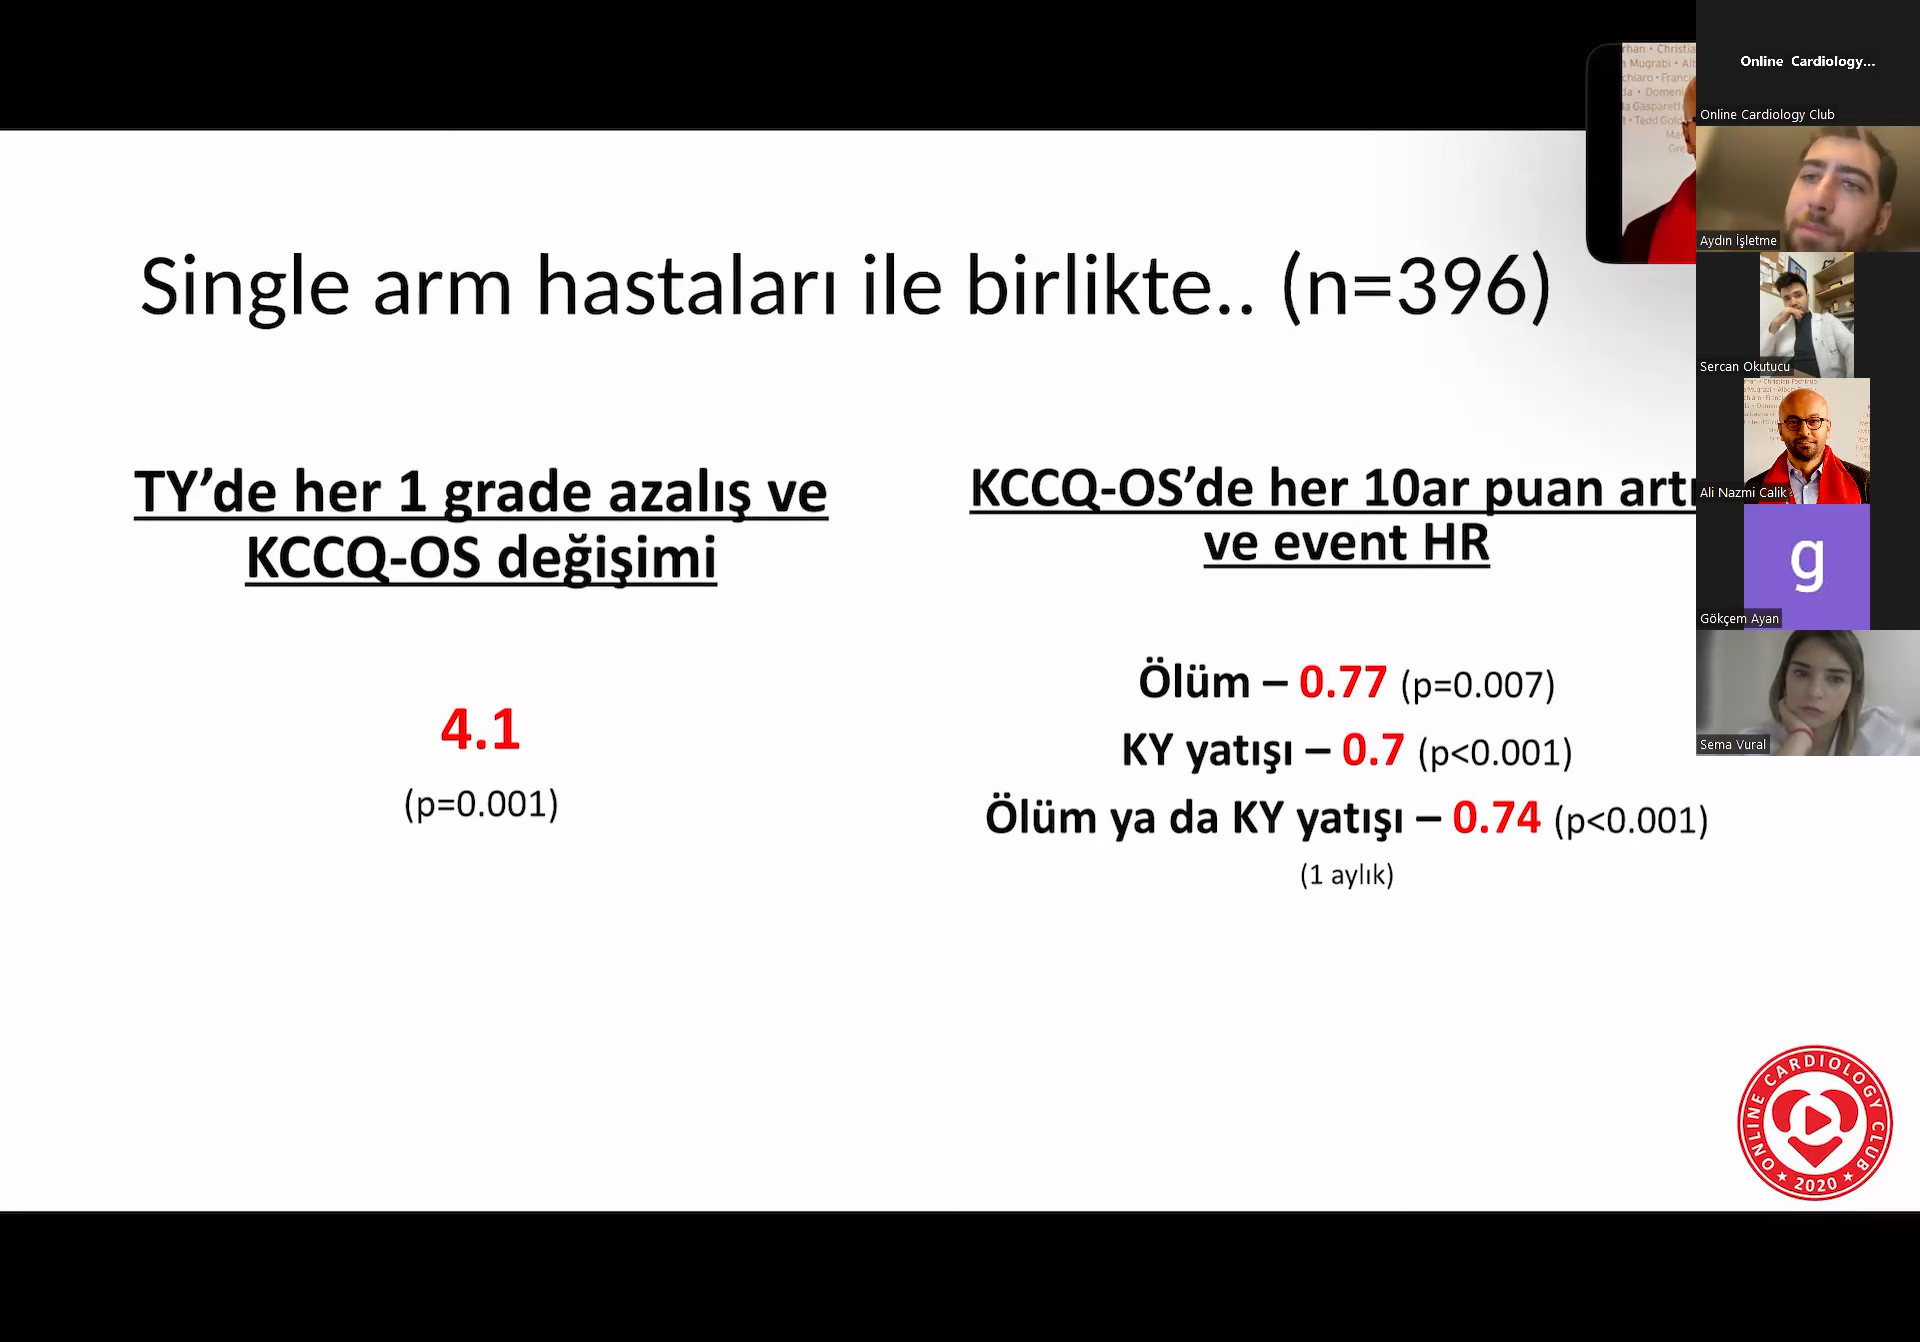 Single arm hastaları ile birlikte.. (n=396)
TY’de her 1 grade azalış ve
KCCQ-OS değişimi
4.1
(p=0.001)
KCCQ-OS’de her 10ar puan
ve event HR
Ölüm – 0.77 (p=0.007)
KY yatışı – 0.7 (p<0.001)
Ölüm ya da KY yatışı – 0.74 (p<0.001)
(1 aylık)
Online Cardiology...
Online Cardiology Club
Aydın İşletme
Sercan Okutucu
Ali Nazmi Calik
g
Gökçem Ayan
Sema Vural
ONLINE CARDIOLOGY CLUB
2020